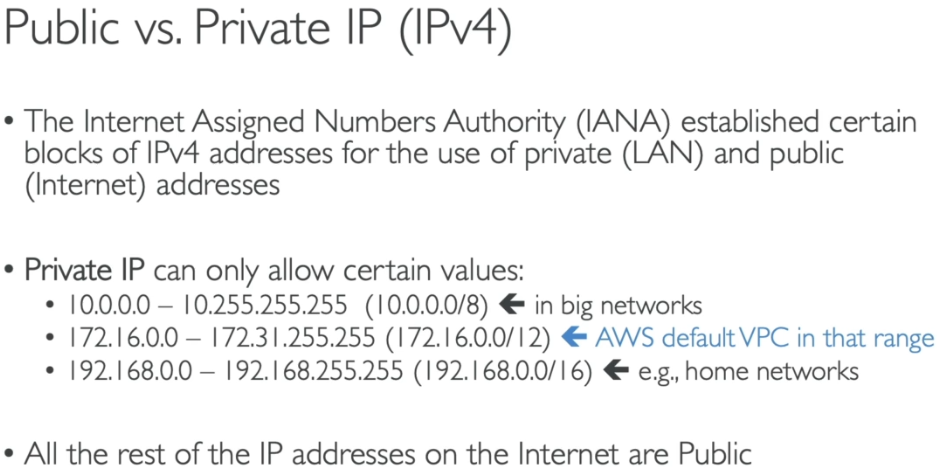 Public vs. Private IP (IPv4)
• The Internet Assigned Numbers Authority (IANA) established certain
blocks of IPv4 addresses for the use of private (LAN) and public
(Internet) addresses
• Private IP can only allow certain values:
• 10.0.0.0 – 10.255.255.255 (10.0.0.0/8) ← in big networks
• 172.16.0.0 – 172.31.255.255 (172.16.0.0/12) ← AWS default VPC in that range
• 192.168.0.0 – 192.168.255.255 (192.168.0.0/16) ← e.g., home networks
• All the rest of the IP addresses on the Internet are Public